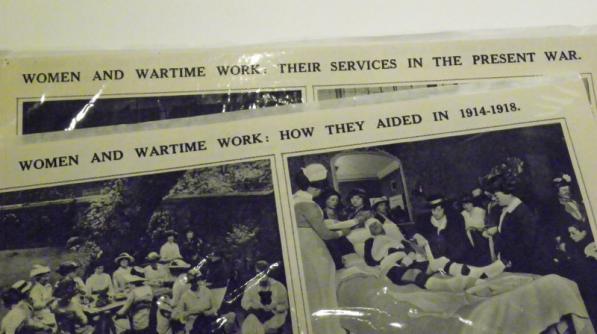 WOMEN AND WARTIME WORK: THEIR SERVICES IN THE PRESENT WAR.
WOMEN AND WARTIME WORK: HOW THEY AIDED IN 1914-1918.